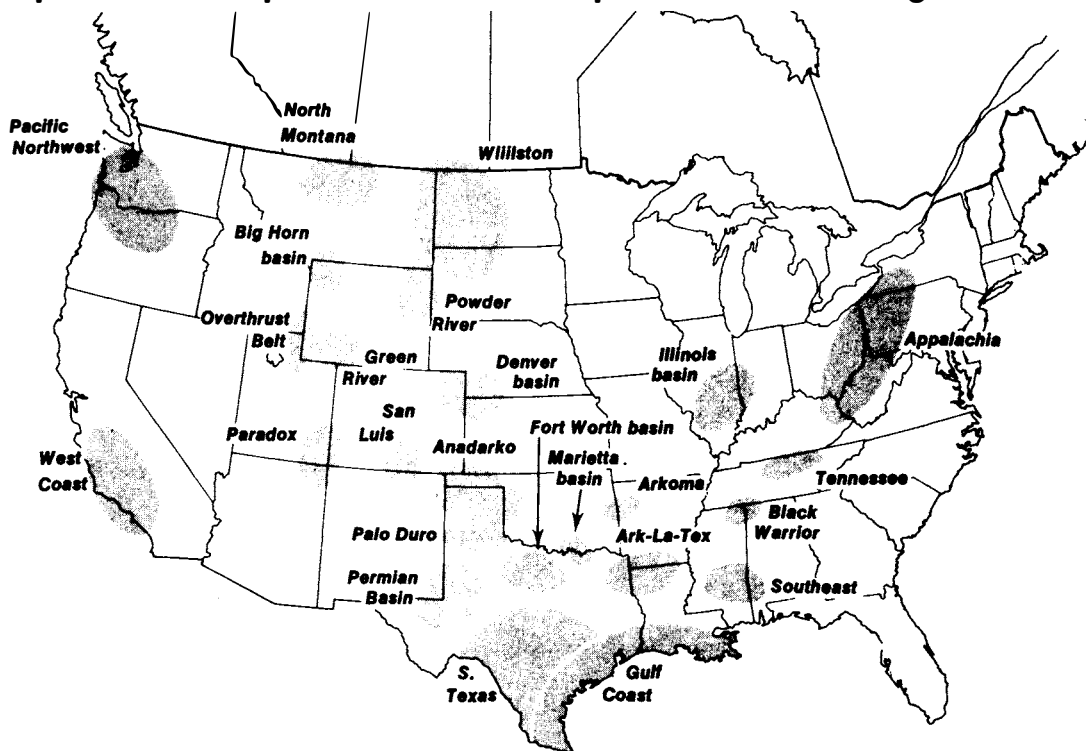 North
Montana
Pacific
Northwest
Willilston
Big Horn
basin
Powder
River
Overthrust
Belt
Green
River
Denver
basin
Illinois
basin
Appalachia
San
Luis
Paradox
Anadarko
Fort Worth basin
Marietta
basin
West
Coast
Arkoma
Tennessee
Black
Warrior
Palo Duro
Ark-La-Tex
Permian
Basin
Southeast
S.
Texas
Gulf
Coast